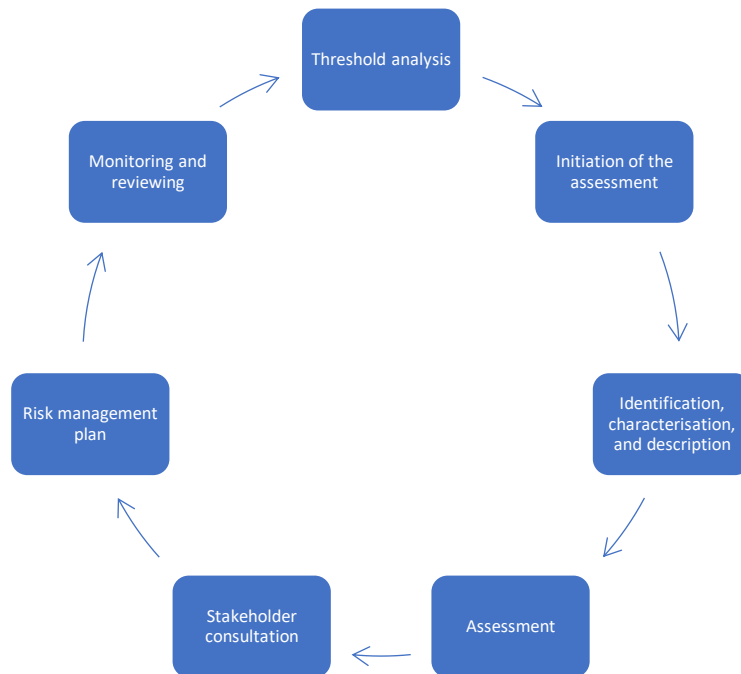 Threshold analysis
Initiation of the
assessment
Identification,
characterisation,
and description
Assessment
Stakeholder
consultation
Risk management
plan
Monitoring and
reviewing